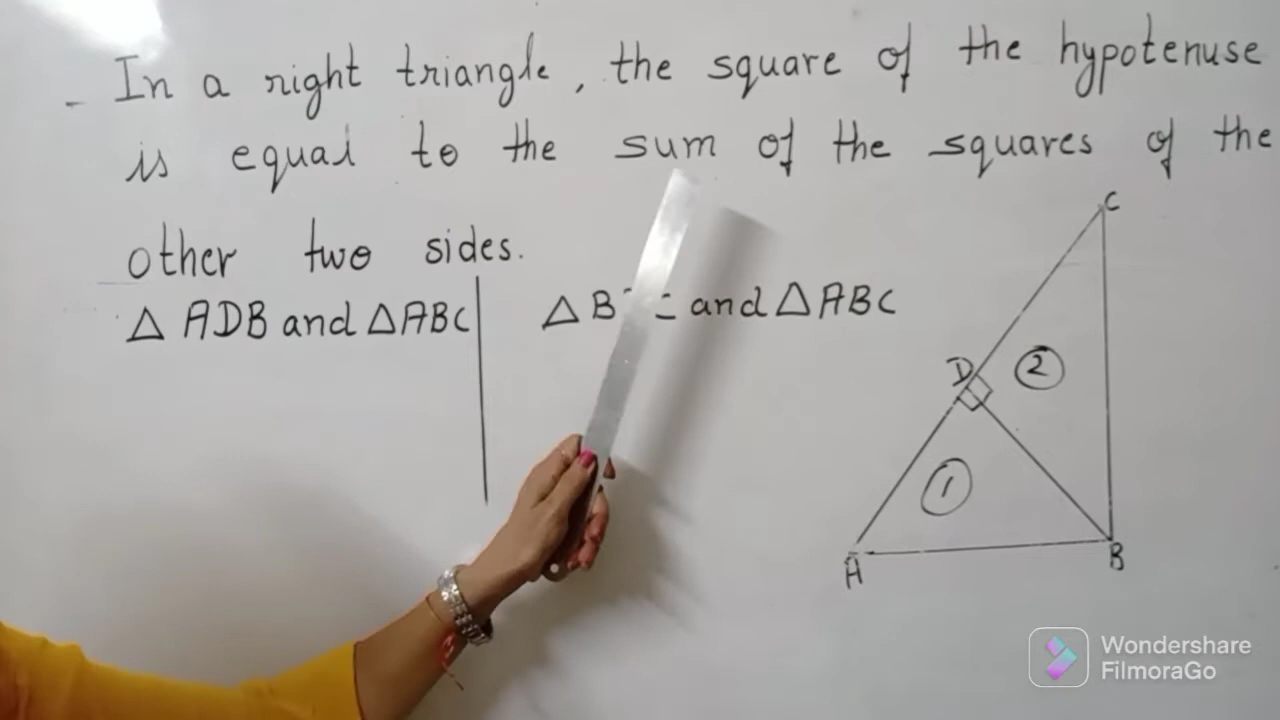 - In a right triangle, the square of the hypotenuse
is equal to the sum of the squares of the
other two sides.
△ ADB and △ABC
△ and △ABC
C
D
②
①
A
B
Wondershare
FilmoraGo